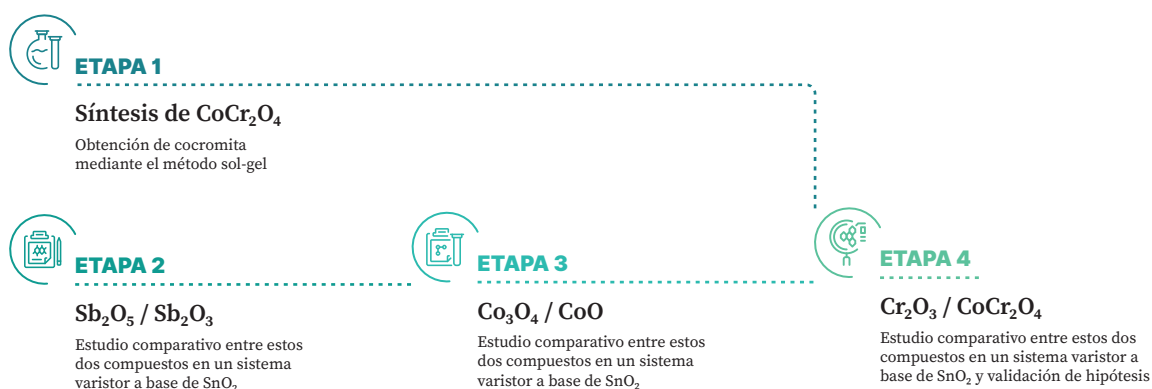 ETAPA 1
Síntesis de CoCr₂O₄
Obtención de cocromita
mediante el método sol-gel
ETAPA 2
Sb₂O₅ / Sb₂O₃
Estudio comparativo entre estos
dos compuestos en un sistema
varistor a base de SnO₂
ETAPA 3
Co₃O₄ / CoO
Estudio comparativo entre estos
dos compuestos en un sistema
varistor a base de SnO₂
ETAPA 4
Cr₂O₃ / CoCr₂O₄
Estudio comparativo entre estos dos
compuestos en un sistema varistor a
base de SnO₂ y validación de hipótesis